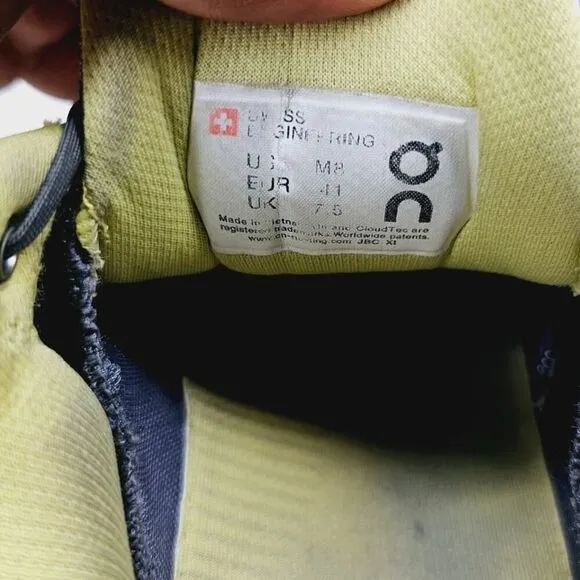 SWISS
ENGINEERING
US M8
EUR 41
UK 7.5
Made in Vietnam. On and CloudTec are
registered trademarks. Worldwide patents.
www.on-running.com JBC XI
On